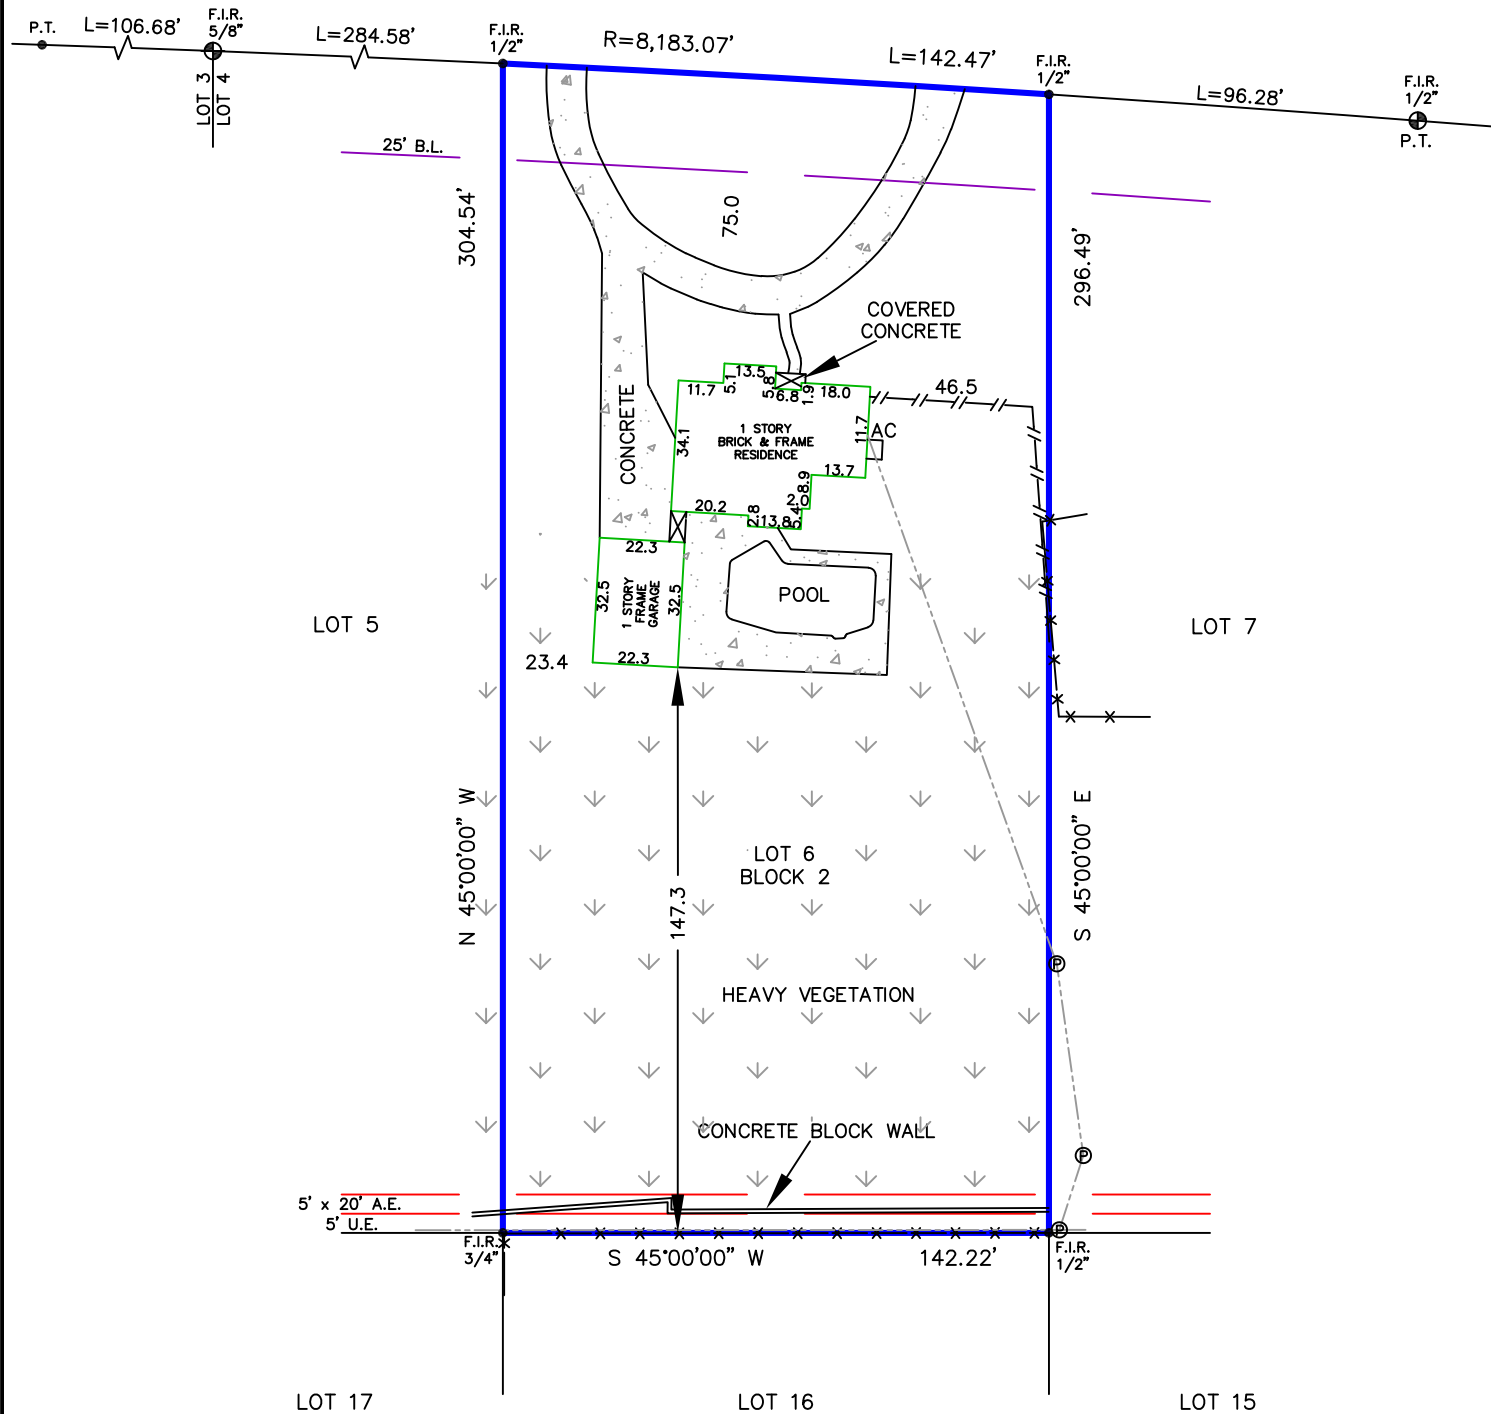 P.T.
L=106.68'
F.I.R.
5/8"
L=284.58'
F.I.R.
1/2"
R=8,183.07'
L=142.47'
F.I.R.
1/2"
L=96.28'
F.I.R.
1/2"
P.T.
LOT 3
LOT 4
25' B.L.
304.54'
75.0
296.49'
COVERED
CONCRETE
13.5
5.1
5.8
11.7
6.8
1.9
18.0
46.5
CONCRETE
34.1
1 STORY
BRICK & FRAME
RESIDENCE
11.7
AC
13.7
8.9
2.0
20.2
2.8
13.8
5.4
22.3
32.5
1 STORY
FRAME
GARAGE
32.5
POOL
LOT 5
LOT 7
23.4
22.3
N 45°00'00" W
S 45°00'00" E
LOT 6
BLOCK 2
147.3
HEAVY VEGETATION
P
CONCRETE BLOCK WALL
P
5' x 20' A.E.
5' U.E.
P
F.I.R.
3/4"
S 45°00'00" W
142.22'
F.I.R.
1/2"
LOT 17
LOT 16
LOT 15